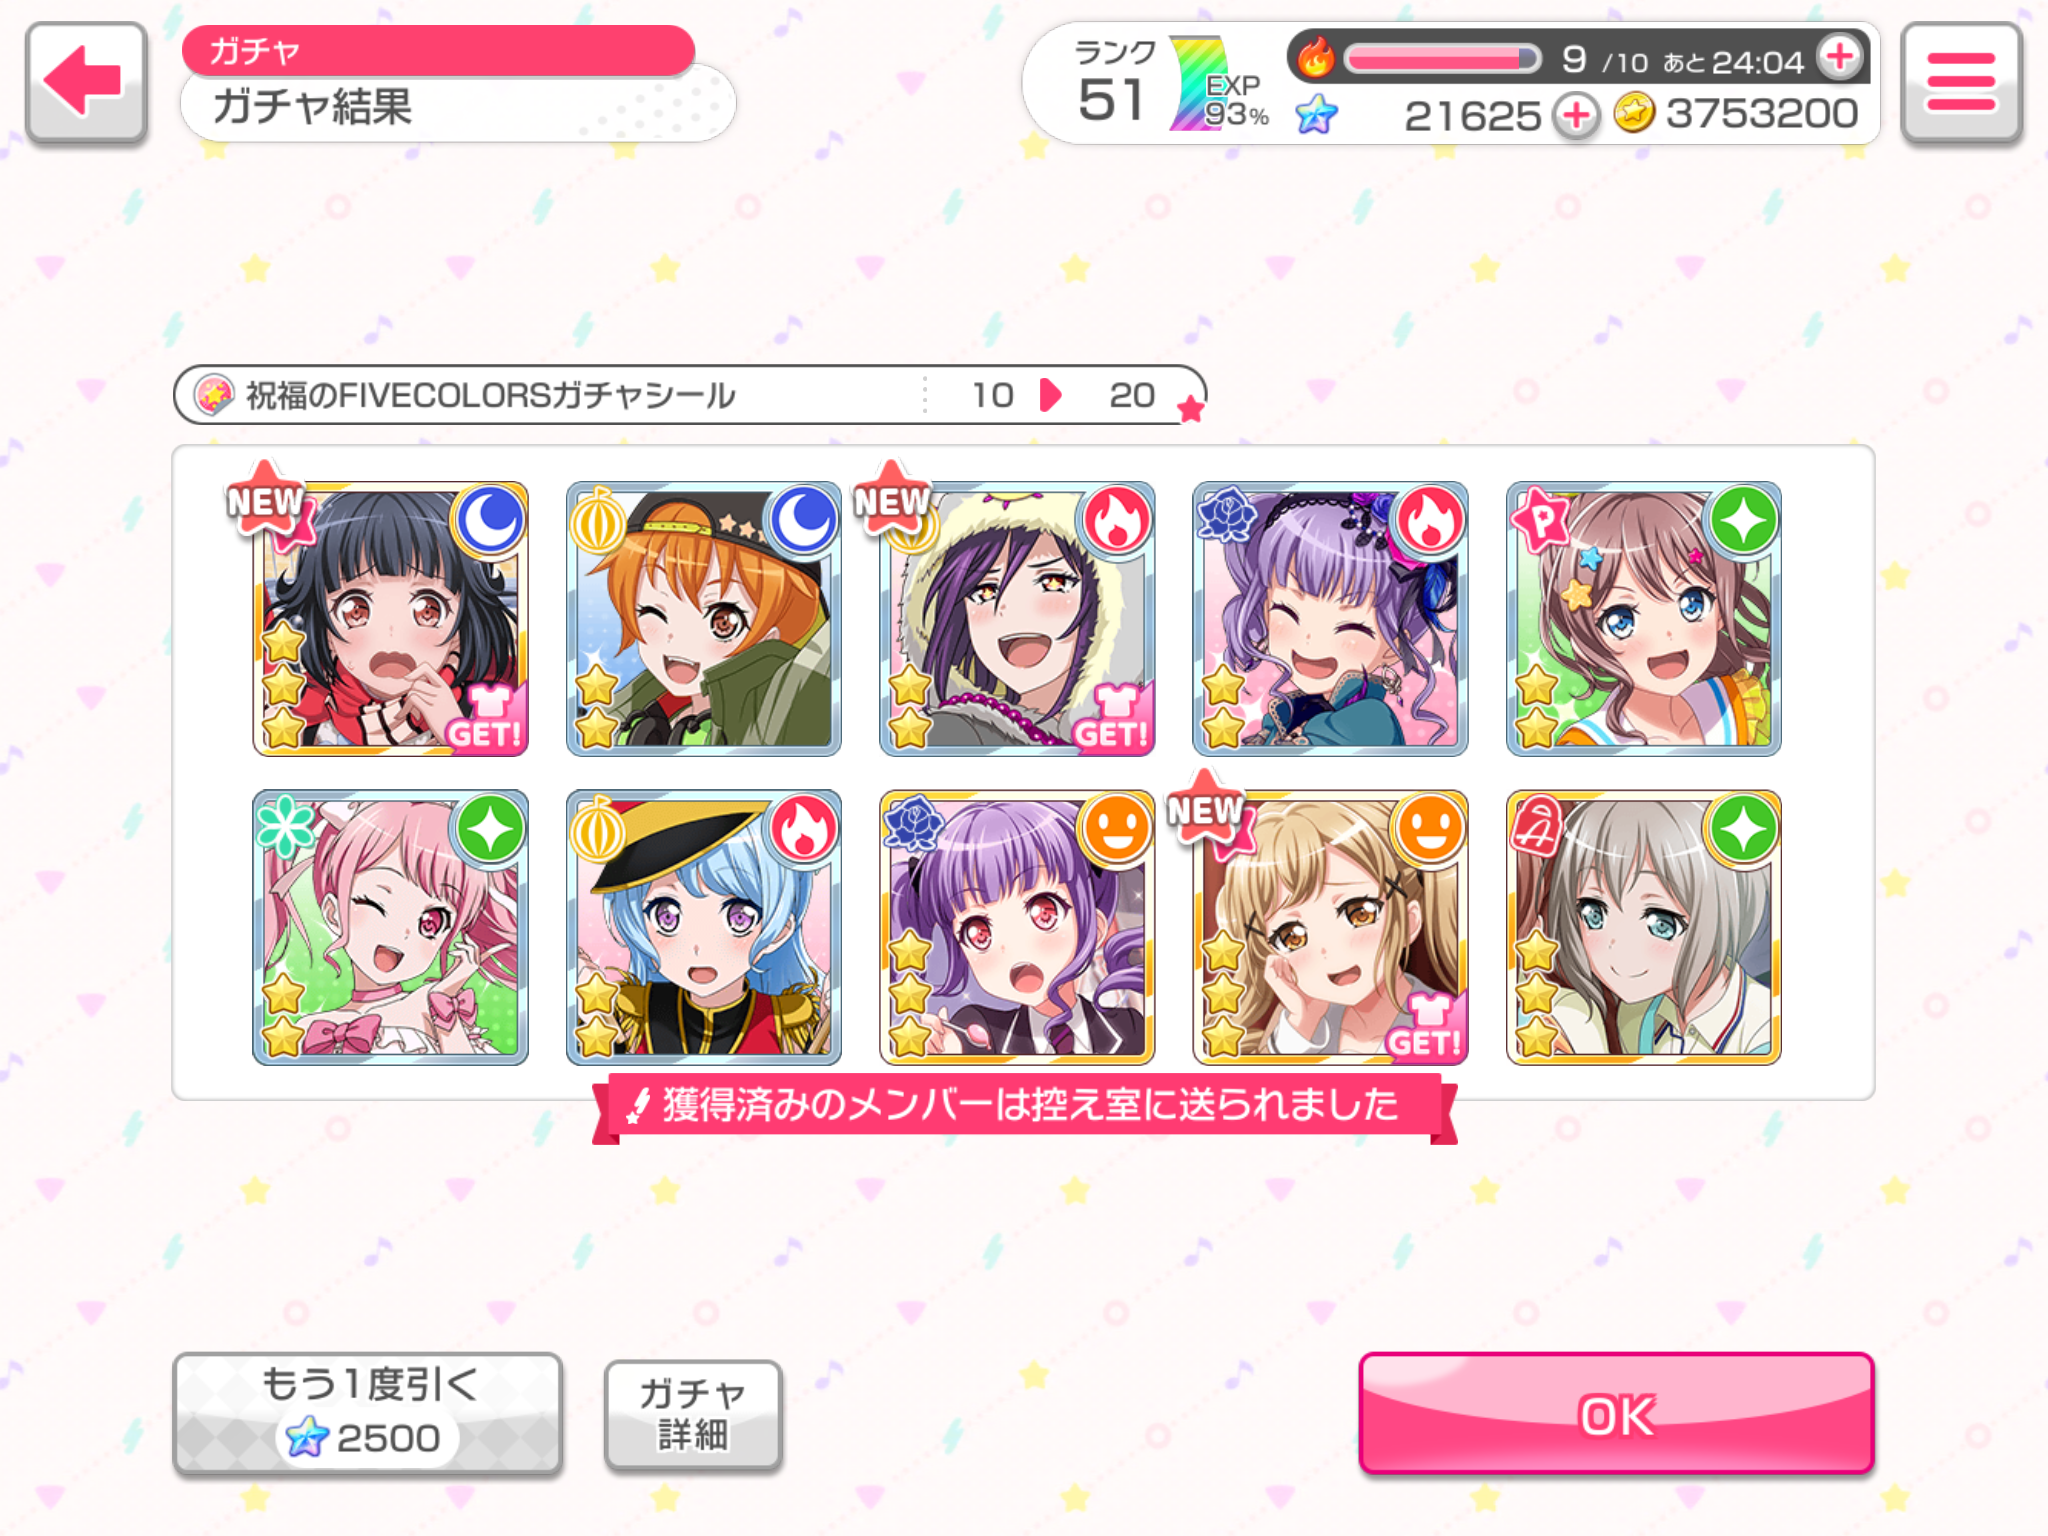 ガチャ
ガチャ結果
ランク
51
EXP
93%
9 /10 あと24:04
21625
3753200
祝福のFIVECOLORSガチャシール 10 20
NEW
NEW
P
GET!
GET!
NEW
A
GET!
獲得済みのメンバーは控え室に送られました
もう1度引く
2500
ガチャ
詳細
OK